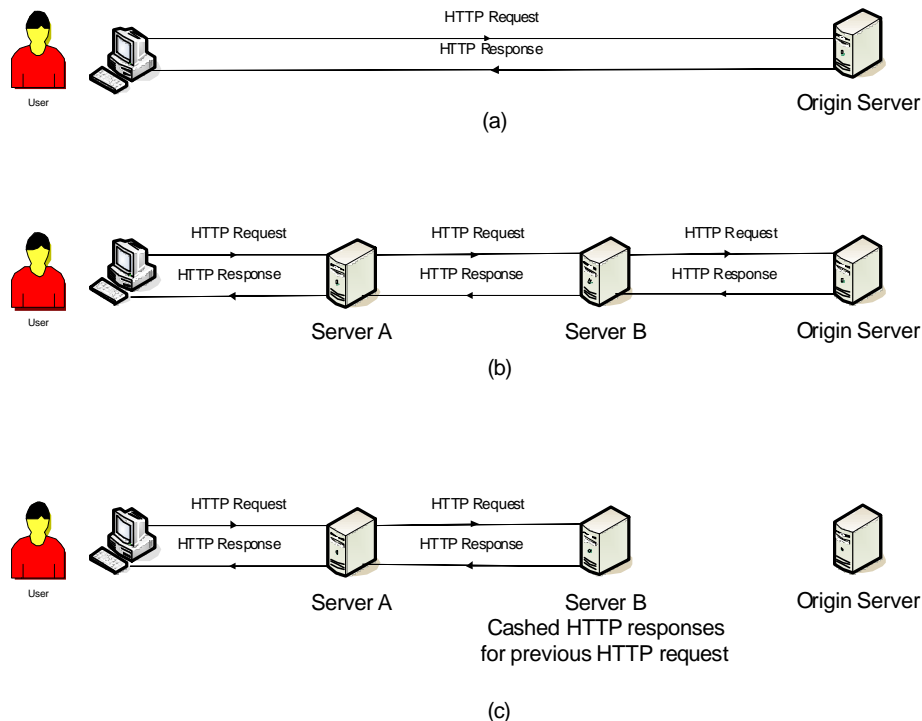 HTTP Request
HTTP Response
User
Origin Server
(a)
HTTP Request
HTTP Request
HTTP Request
HTTP Response
HTTP Response
HTTP Response
User
Server A
Server B
Origin Server
(b)
HTTP Request
HTTP Request
HTTP Response
HTTP Response
User
Server A
Server B
Origin Server
Cashed HTTP responses
for previous HTTP request
(c)